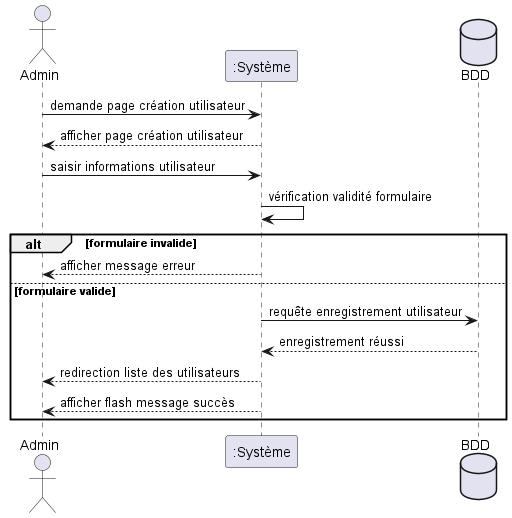 Admin
:Système
BDD
demande page création utilisateur
afficher page création utilisateur
saisir informations utilisateur
vérification validité formulaire
alt [formulaire invalide]
afficher message erreur
[formulaire valide]
requête enregistrement utilisateur
enregistrement réussi
redirection liste des utilisateurs
afficher flash message succès
Admin
:Système
BDD